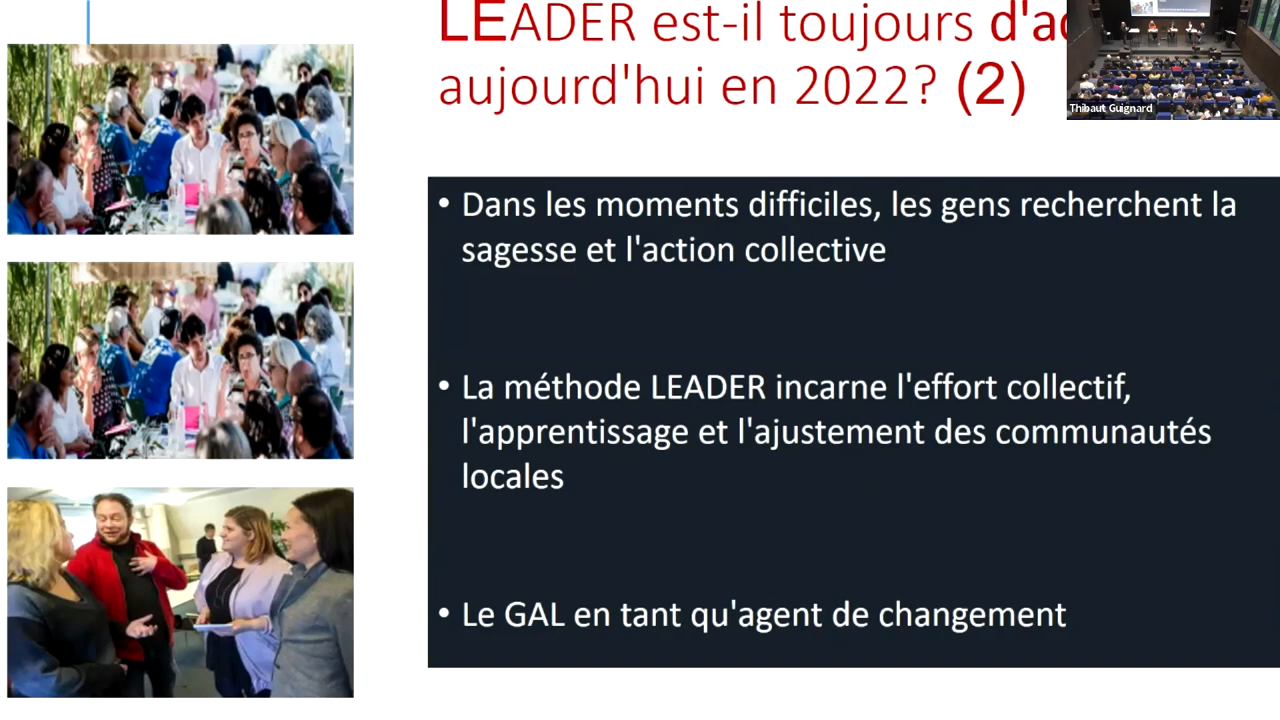 LEADER est-il toujours
aujourd'hui en 2022? (2)
Thibaut Guignard
• Dans les moments difficiles, les gens recherchent la
sagesse et l'action collective
• La méthode LEADER incarne l'effort collectif,
l'apprentissage et l'ajustement des communautés
locales
• Le GAL en tant qu'agent de changement